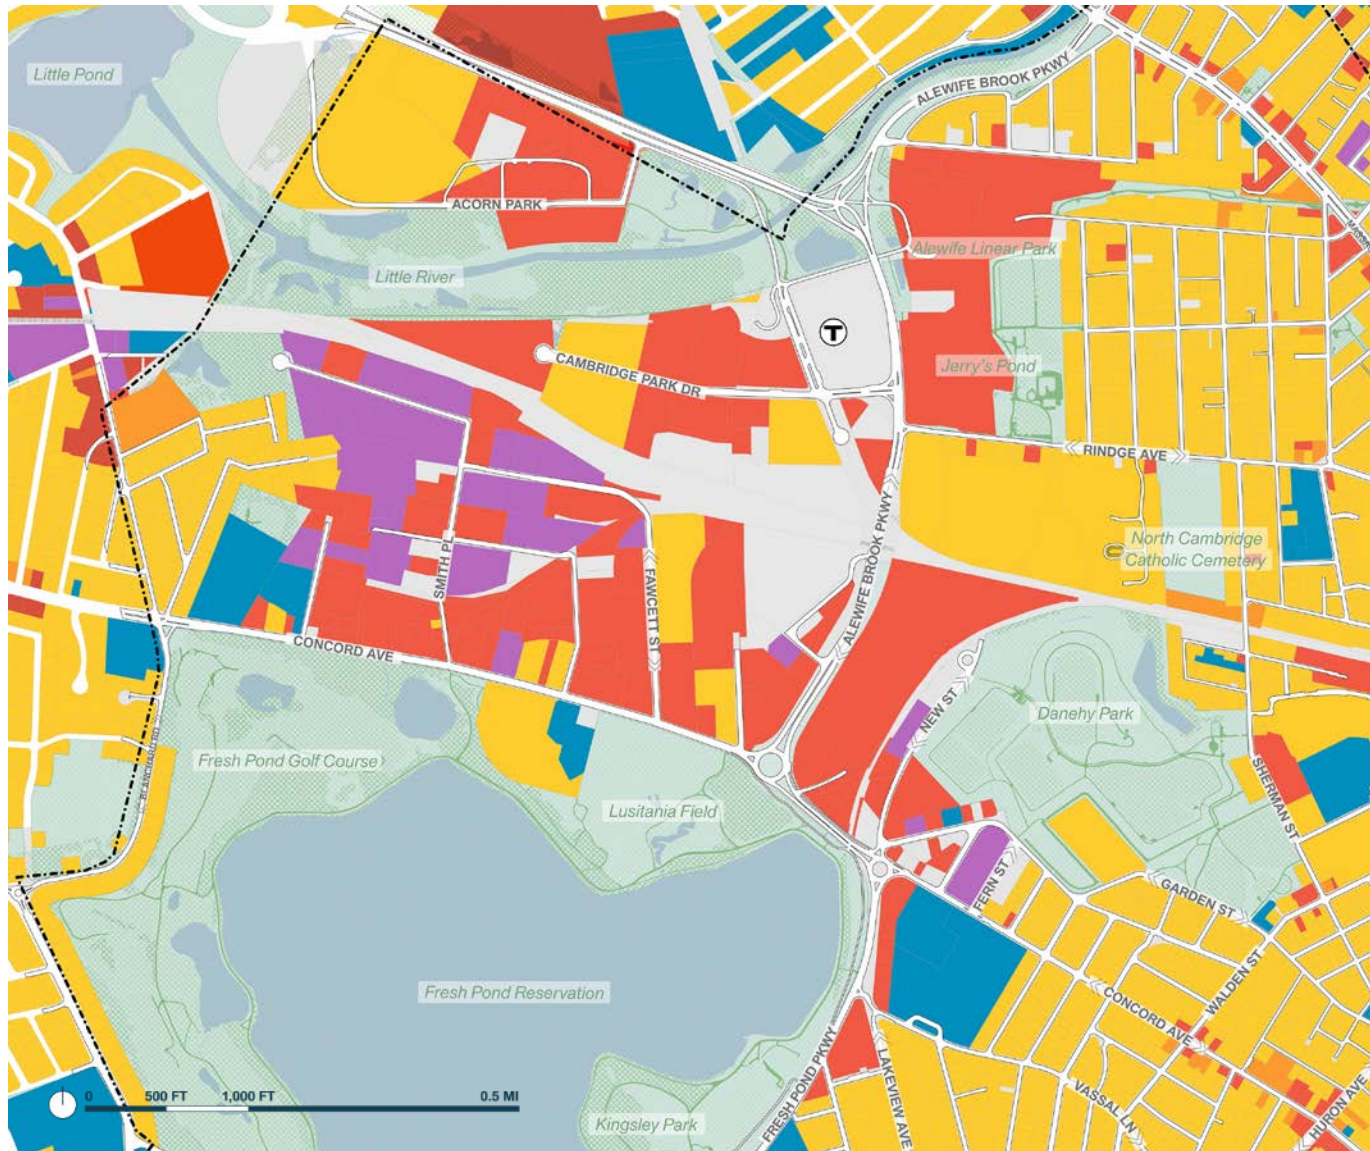 Little Pond
ALEWIFE BROOK PKWY
ACORN PARK
Alewife Linear Park
Little River
T
CAMBRIDGE PARK DR
Jerry's Pond
RINDGE AVE
ALEWIFE BROOK PKWY
North Cambridge
Catholic Cemetery
SMITH PL
FAWCETT ST
CONCORD AVE
NEW ST
Danehy Park
BLANCHARD RD
Fresh Pond Golf Course
Lusitania Field
SHERMAN ST
FERN ST
GARDEN ST
WALDEN ST
Fresh Pond Reservation
CONCORD AVE
FRESH POND PKWY
LAKEVIEW AVE
VASSAL LN
HURON AVE
0 500 FT 1,000 FT 0.5 MI
Kingsley Park